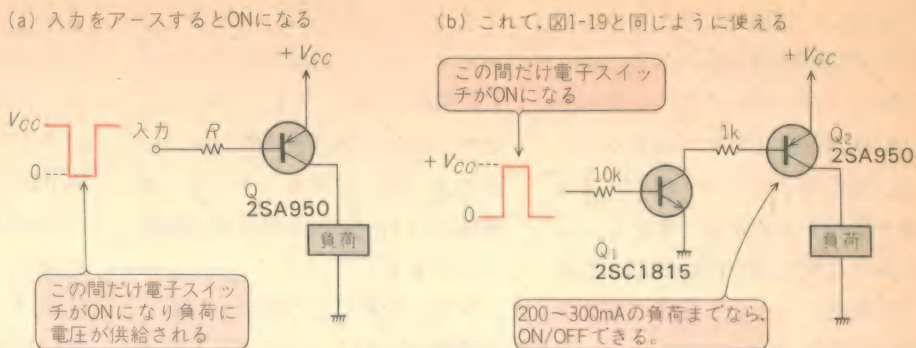 (a) 入力をアースするとONになる
+ VCC
VCC
0
入力
R
Q
2SA950
負荷
この間だけ電子スイッ
チがONになり負荷に
電圧が供給される
(b) これで、図1-19と同じように使える
この間だけ電子スイッ
チがONになる
+ VCC
+ VCC
0
10k
1k
Q1
2SC1815
Q2
2SA950
負荷
200～300mAの負荷までなら、
ON/OFFできる。